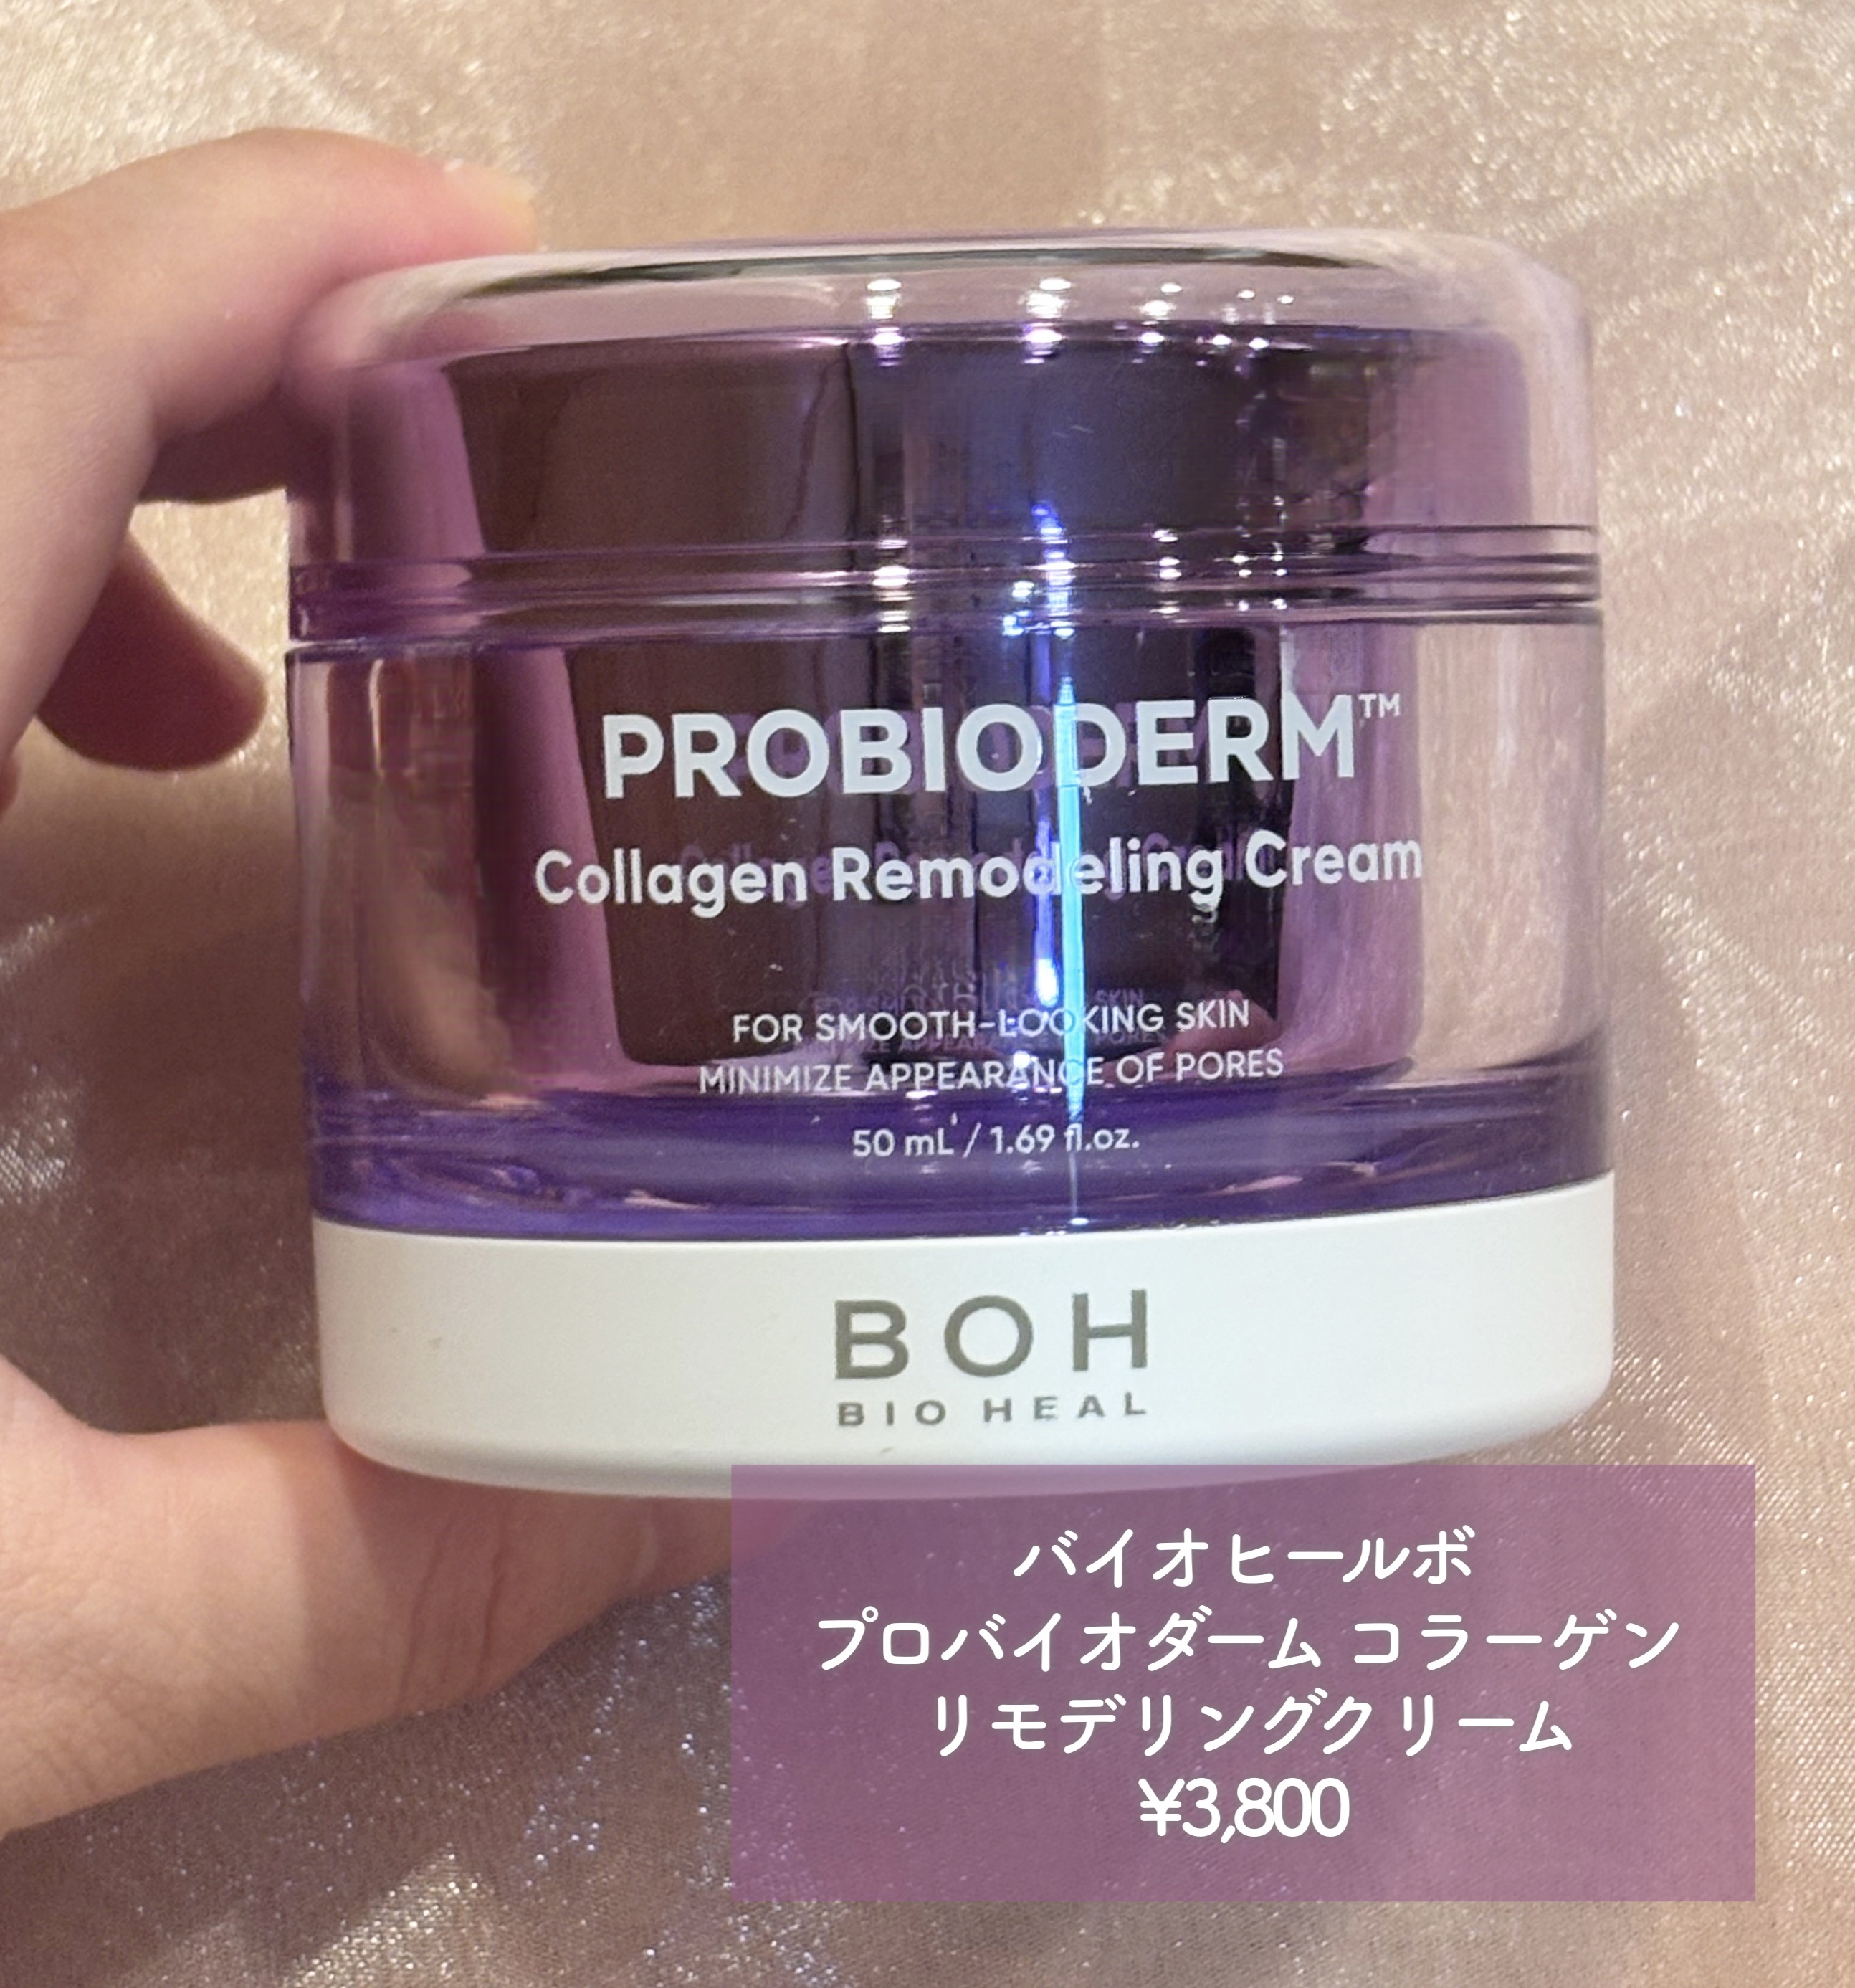 PROBIODERM™
Collagen Remodeling Cream
FOR SMOOTH-LOOKING SKIN
MINIMIZE APPEARANCE OF PORES
50 mL / 1.69 fl.oz.
BOH
BIO HEAL
バイオヒールボ
プロバイオダーム コラーゲン
リモデリングクリーム
¥3,800